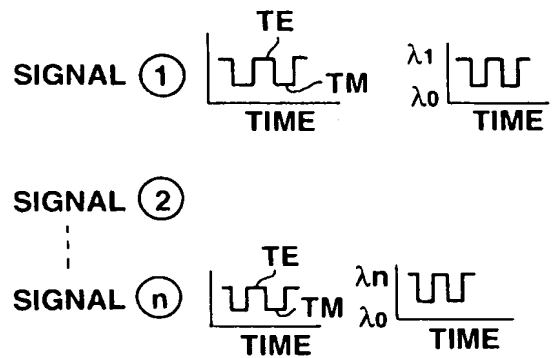 TE
SIGNAL 1 TM λ1 λ0
TIME TIME
SIGNAL 2
TE
SIGNAL n TM λn λ0
TIME TIME